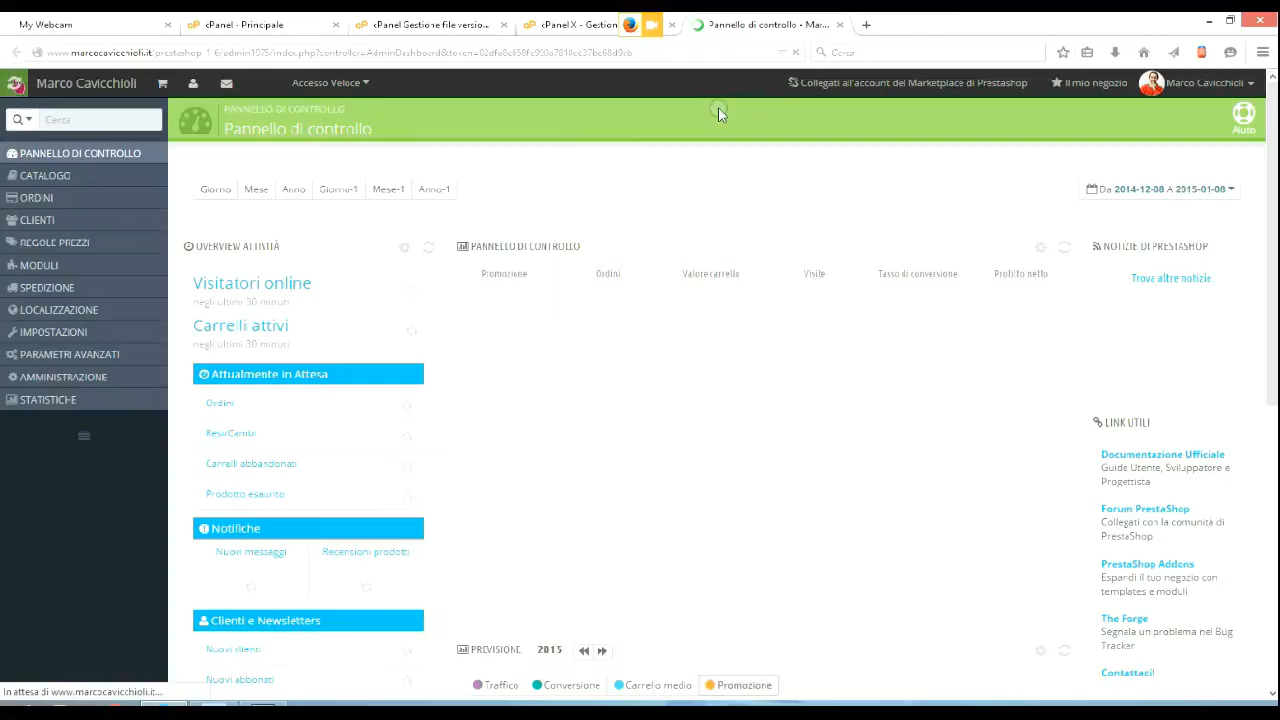 My Webcam
cPanel - Principale
cPanel Gestione file versio...
cPanel X - Gestion
Pannello di controllo - Mar...
Cerca
Marco Cavicchioli
Accesso Veloce
Collegati all'account del Marketplace di Prestashop
Il mio negozio
Marco Cavicchioli
Cerca
PANNELLO DI CONTROLLO
Pannello di controllo
Aiuto
PANNELLO DI CONTROLLO
CATALOGO
ORDINI
CLIENTI
REGOLE PREZZI
MODULI
SPEDIZIONE
LOCALIZZAZIONE
IMPOSTAZIONI
PARAMETRI AVANZATI
AMMINISTRAZIONE
STATISTICHE
Giorno Mese Anno Giorno-1 Mese-1 Anno-1
Da 2014-12-08 A 2015-01-08
OVERVIEW ATTIVITÀ
Visitatori online
negli ultimi 30 minuti
Carrelli attivi
negli ultimi 30 minuti
Attualmente in Attesa
Ordini
Resi/Cambi
Carrelli abbandonati
Prodotto esaurito
Notifiche
Nuovi messaggi Recensioni prodotti
Clienti e Newsletters
Nuovi clienti
Nuovi abbonati
PANNELLO DI CONTROLLO
Promozione Ordini Valore carrello Visite Tasso di conversione Profitto netto
PREVISIONE 2015
Traffico Conversione Carrello medio Promozione
NOTIZIE DI PRESTASHOP
Trova altre notizie
LINK UTILI
Documentazione Ufficiale
Guide Utente, Sviluppatore e
Progettista
Forum PrestaShop
Collegati con la comunità di
PrestaShop
PrestaShop Addons
Espandi il tuo negozio con
templates e moduli
The Forge
Segnala un problema nel Bug
Tracker
Contattaci!
In attesa di www.marcocavicchioli.it...